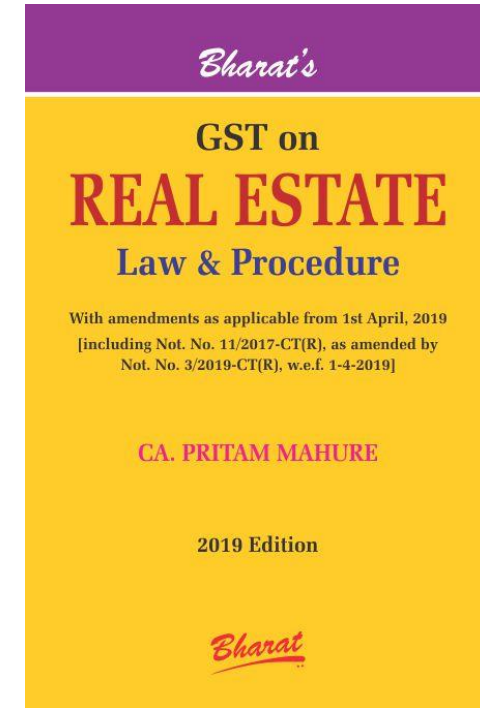 Bharat's
GST on
REAL ESTATE
Law & Procedure
With amendments as applicable from 1st April, 2019
[including Not. No. 11/2017-CT(R), as amended by
Not. No. 3/2019-CT(R), w.e.f. 1-4-2019]
CA. PRITAM MAHURE
2019 Edition
Bharat